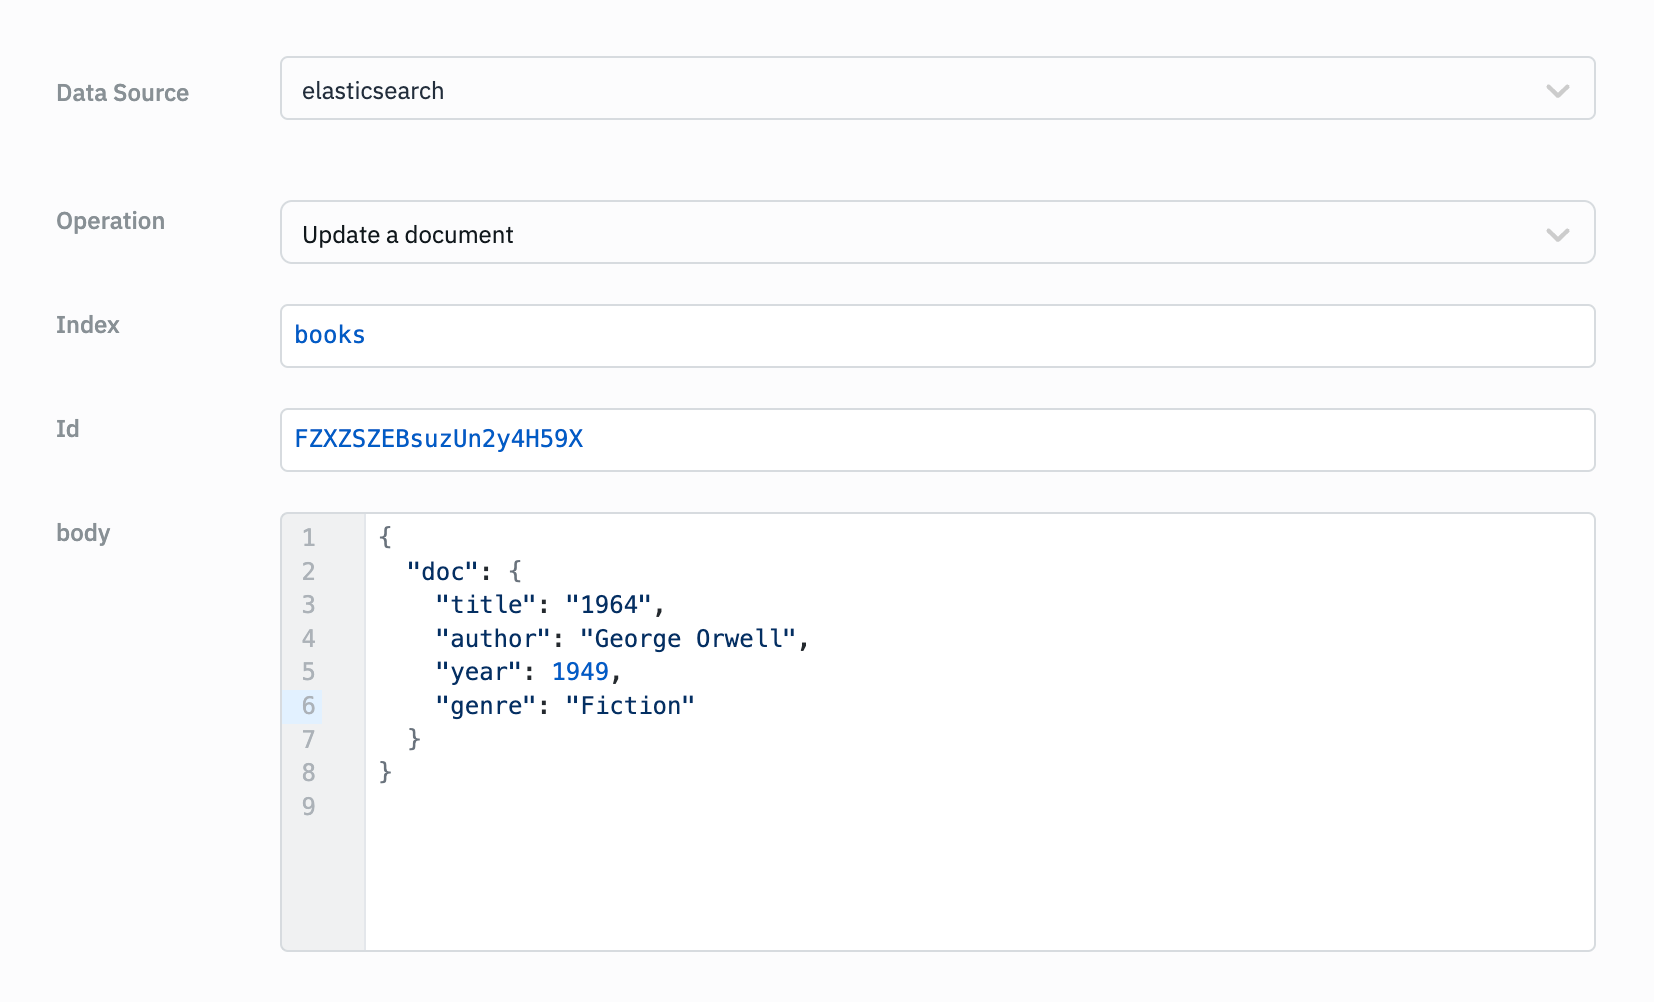 Data Source
elasticsearch
Operation
Update a document
Index
books
Id
FZXZSZEBsuzUn2y4H59X
body
1 {
2   "doc": {
3     "title": "1964",
4     "author": "George Orwell",
5     "year": 1949,
6     "genre": "Fiction"
7   }
8 }
9